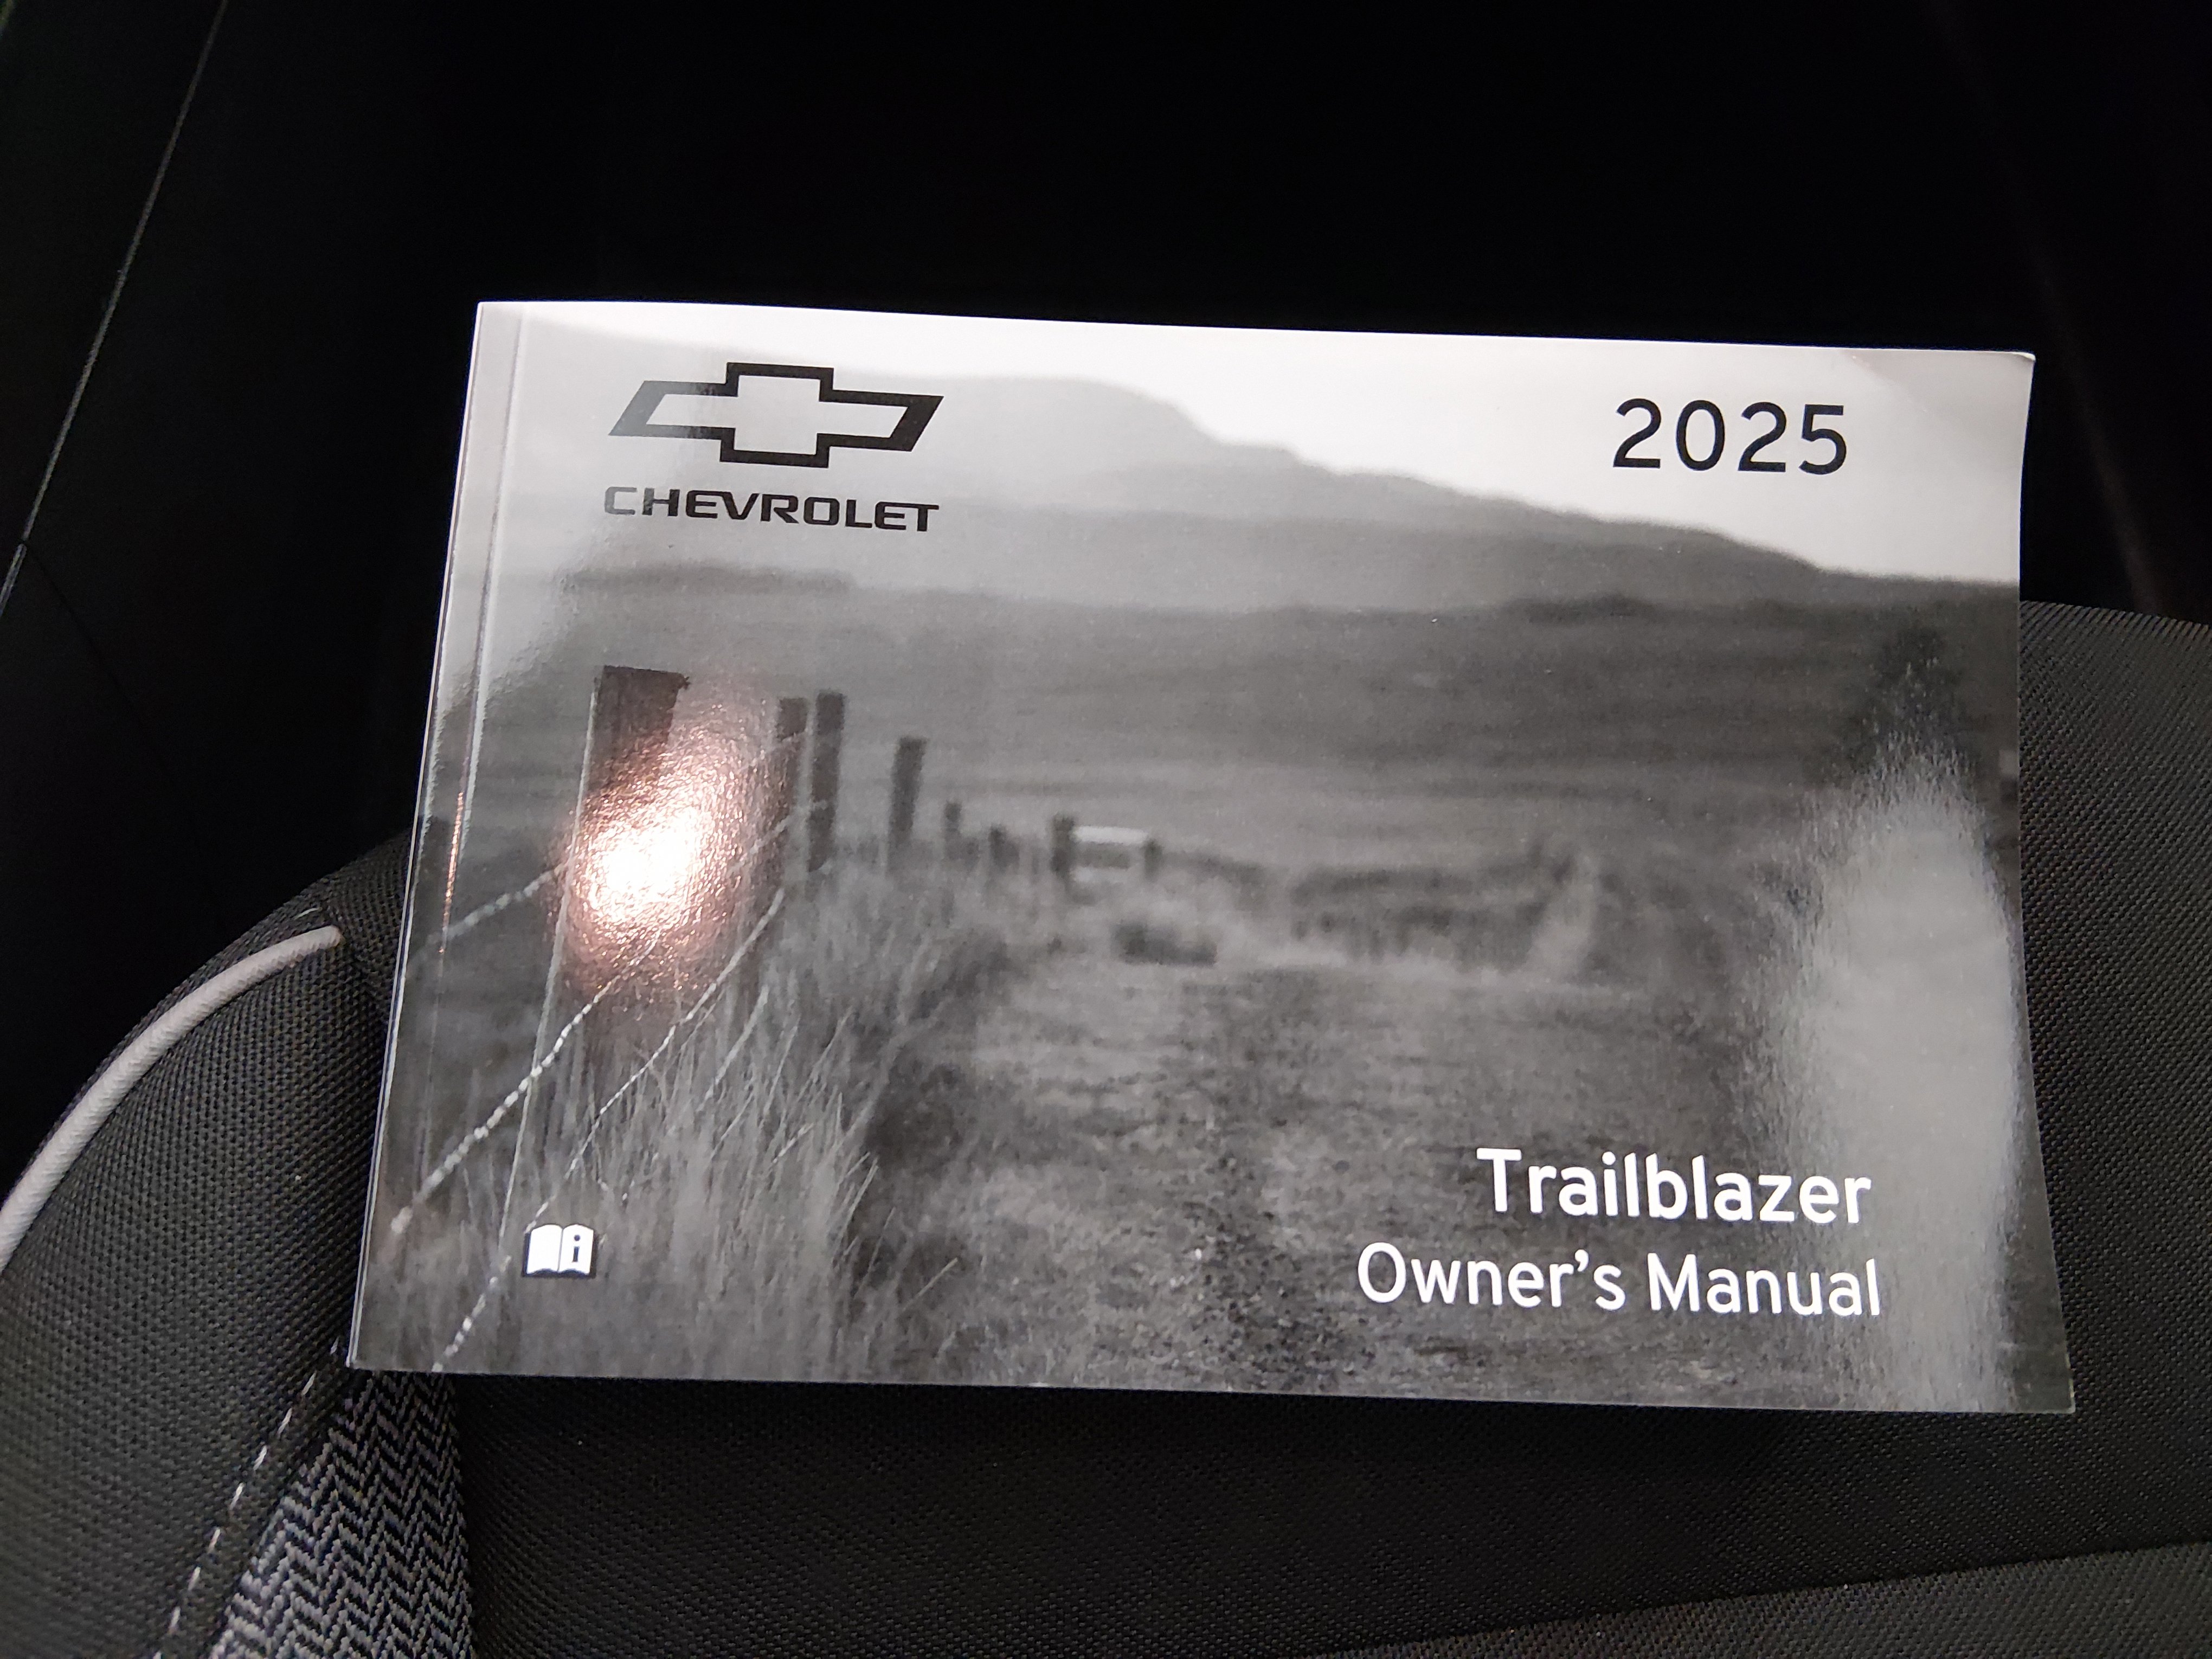 CHEVROLET
2025
Trailblazer
Owner's Manual